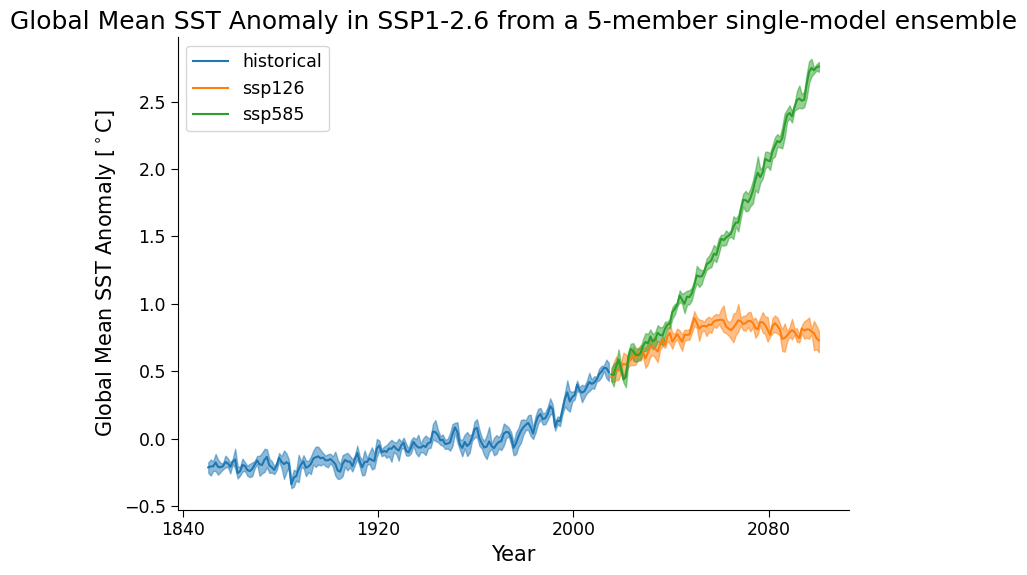 Global Mean SST Anomaly in SSP1-2.6 from a 5-member single-model ensemble
historical
ssp126
ssp585
Global Mean SST Anomaly [°C]
2.5
2.0
1.5
1.0
0.5
0.0
−0.5
1840
1920
2000
2080
Year